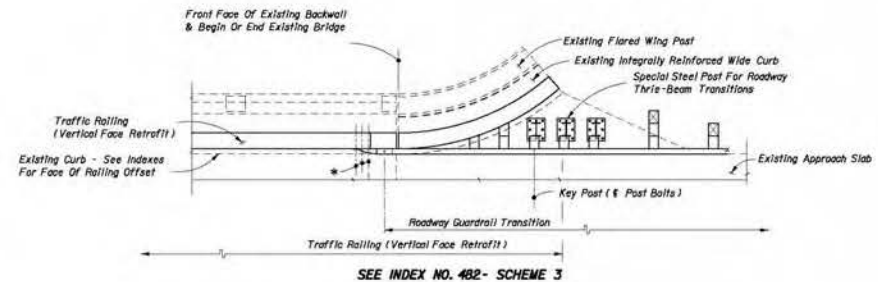 Front Face Of Existing Backwall
& Begin Or End Existing Bridge
Existing Flared Wing Post
Existing Integrally Reinforced Wide Curb
Special Steel Post For Roadway
Thrie-Beam Transitions
Traffic Railing
(Vertical Face Retrofit)
Existing Curb - See Indexes
For Face Of Railing Offset
*
Existing Approach Slab
Key Post (℄ Post Bolts)
Roadway Guardrail Transition
Traffic Railing (Vertical Face Retrofit)
SEE INDEX NO. 482- SCHEME 3